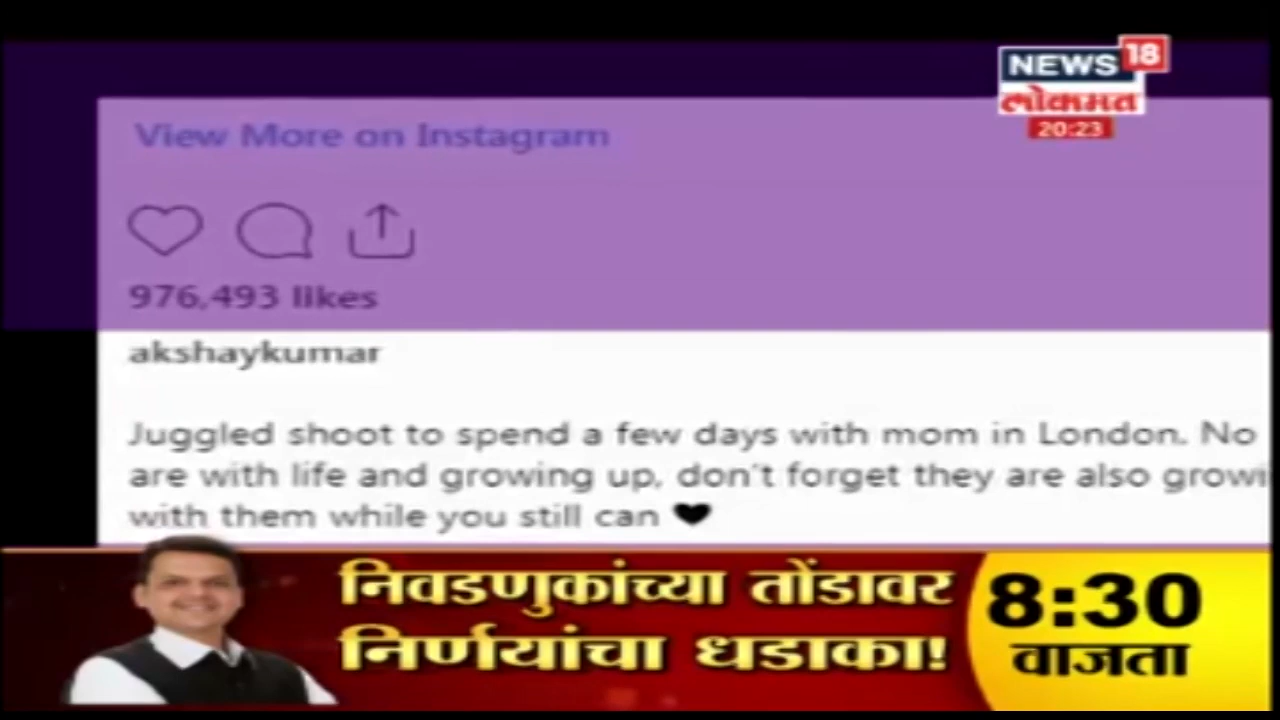 NEWS 18
लोकमत
20:23
View More on Instagram
976,493 likes
akshaykumar
Juggled shoot to spend a few days with mom in London. No
are with life and growing up, don't forget they are also growi
with them while you still can ♥
निवडणुकांच्या तोंडावर
निर्णयांचा धडाका!
8:30
वाजता